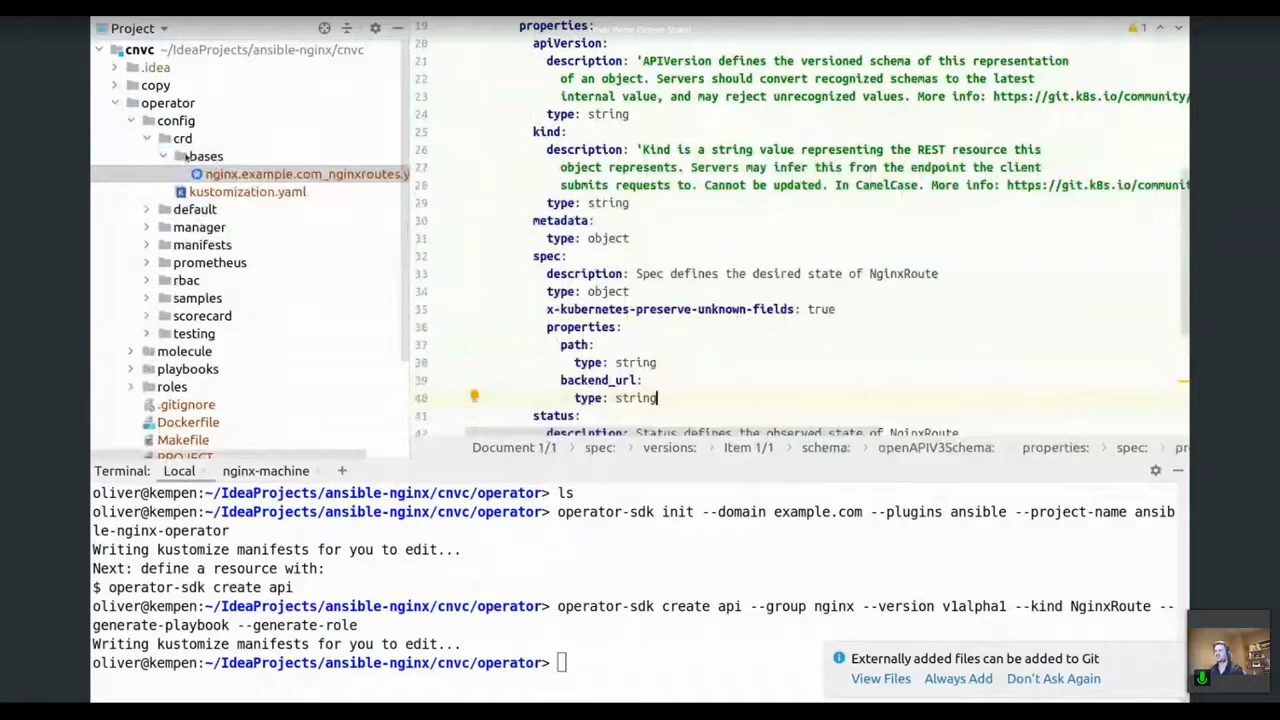 Project
cnvc ~/IdeaProjects/ansible-nginx/cnvc
.idea
copy
operator
config
crd
bases
nginx.example.com_nginxroutes.y
kustomization.yaml
default
manager
manifests
prometheus
rbac
samples
scorecard
testing
molecule
playbooks
roles
.gitignore
Dockerfile
Makefile
PROJECT
19 properties:
20 apiVersion:
21 description: 'APIVersion defines the versioned schema of this representation
22 of an object. Servers should convert recognized schemas to the latest
23 internal value, and may reject unrecognized values. More info: https://git.k8s.io/community/
24 type: string
25 kind:
26 description: 'Kind is a string value representing the REST resource this
27 object represents. Servers may infer this from the endpoint the client
28 submits requests to. Cannot be updated. In CamelCase. More info: https://git.k8s.io/communit
29 type: string
30 metadata:
31 type: object
32 spec:
33 description: Spec defines the desired state of NginxRoute
34 type: object
35 x-kubernetes-preserve-unknown-fields: true
36 properties:
37 path:
38 type: string
39 backend_url:
40 type: string
41 status:
42 description: Status defines the observed state of NginxRoute
1
Document 1/1 > spec: > versions: > Item 1/1 > schema: > openAPIV3Schema: > properties: > spec: > pr
Terminal: Local nginx-machine +
oliver@kempen:~/IdeaProjects/ansible-nginx/cnvc/operator> ls
oliver@kempen:~/IdeaProjects/ansible-nginx/cnvc/operator> operator-sdk init --domain example.com --plugins ansible --project-name ansib
le-nginx-operator
Writing kustomize manifests for you to edit...
Next: define a resource with:
$ operator-sdk create api
oliver@kempen:~/IdeaProjects/ansible-nginx/cnvc/operator> operator-sdk create api --group nginx --version v1alpha1 --kind NginxRoute --
generate-playbook --generate-role
Writing kustomize manifests for you to edit...
oliver@kempen:~/IdeaProjects/ansible-nginx/cnvc/operator>
Externally added files can be added to Git
View Files Always Add Don't Ask Again